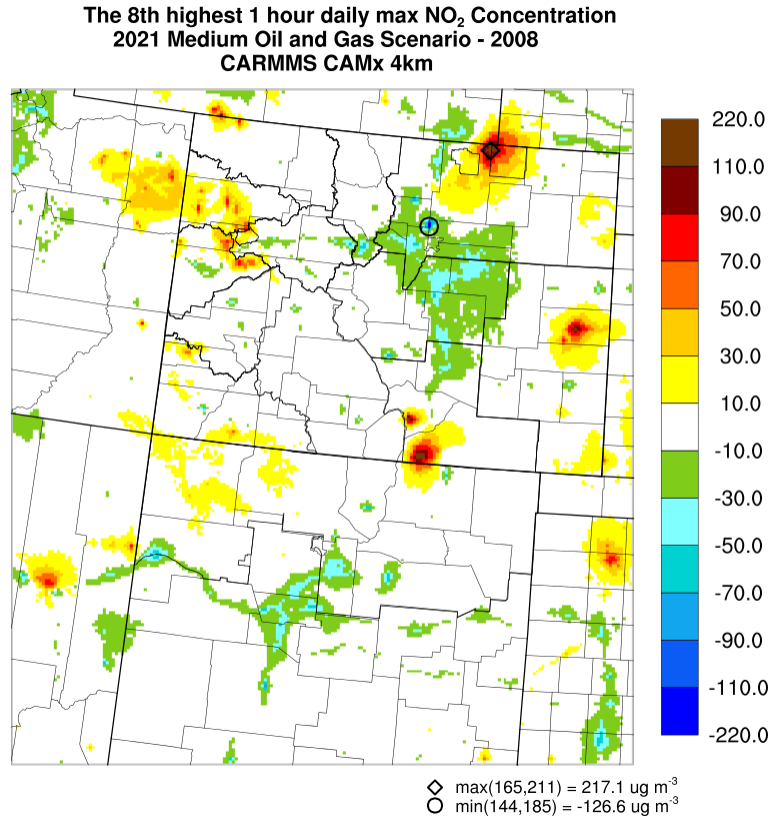 The 8th highest 1 hour daily max NO₂ Concentration
2021 Medium Oil and Gas Scenario - 2008
CARMMS CAMx 4km
220.0
110.0
90.0
70.0
50.0
30.0
10.0
-10.0
-30.0
-50.0
-70.0
-90.0
-110.0
-220.0
max(165,211) = 217.1 ug m⁻³
min(144,185) = -126.6 ug m⁻³